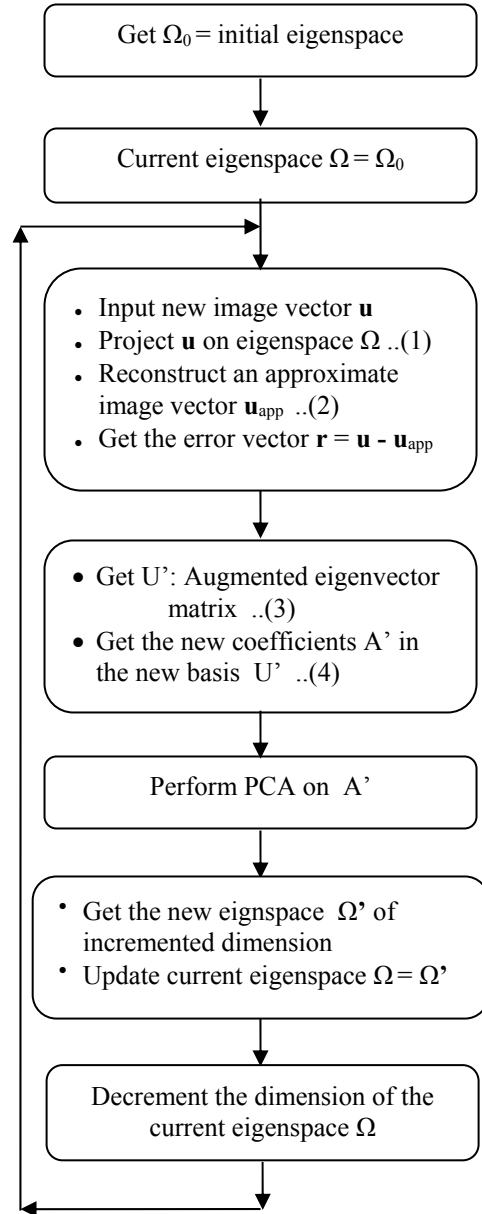 Get Ω₀ = initial eigenspace
Current eigenspace Ω = Ω₀
• Input new image vector u
• Project u on eigenspace Ω ..(1)
• Reconstruct an approximate
image vector uapp ..(2)
• Get the error vector r = u - uapp
• Get U’: Augmented eigenvector
matrix ..(3)
• Get the new coefficients A’ in
the new basis U’ ..(4)
Perform PCA on A’
• Get the new eignspace Ω’ of
incremented dimension
• Update current eigenspace Ω = Ω’
Decrement the dimension of the
current eigenspace Ω